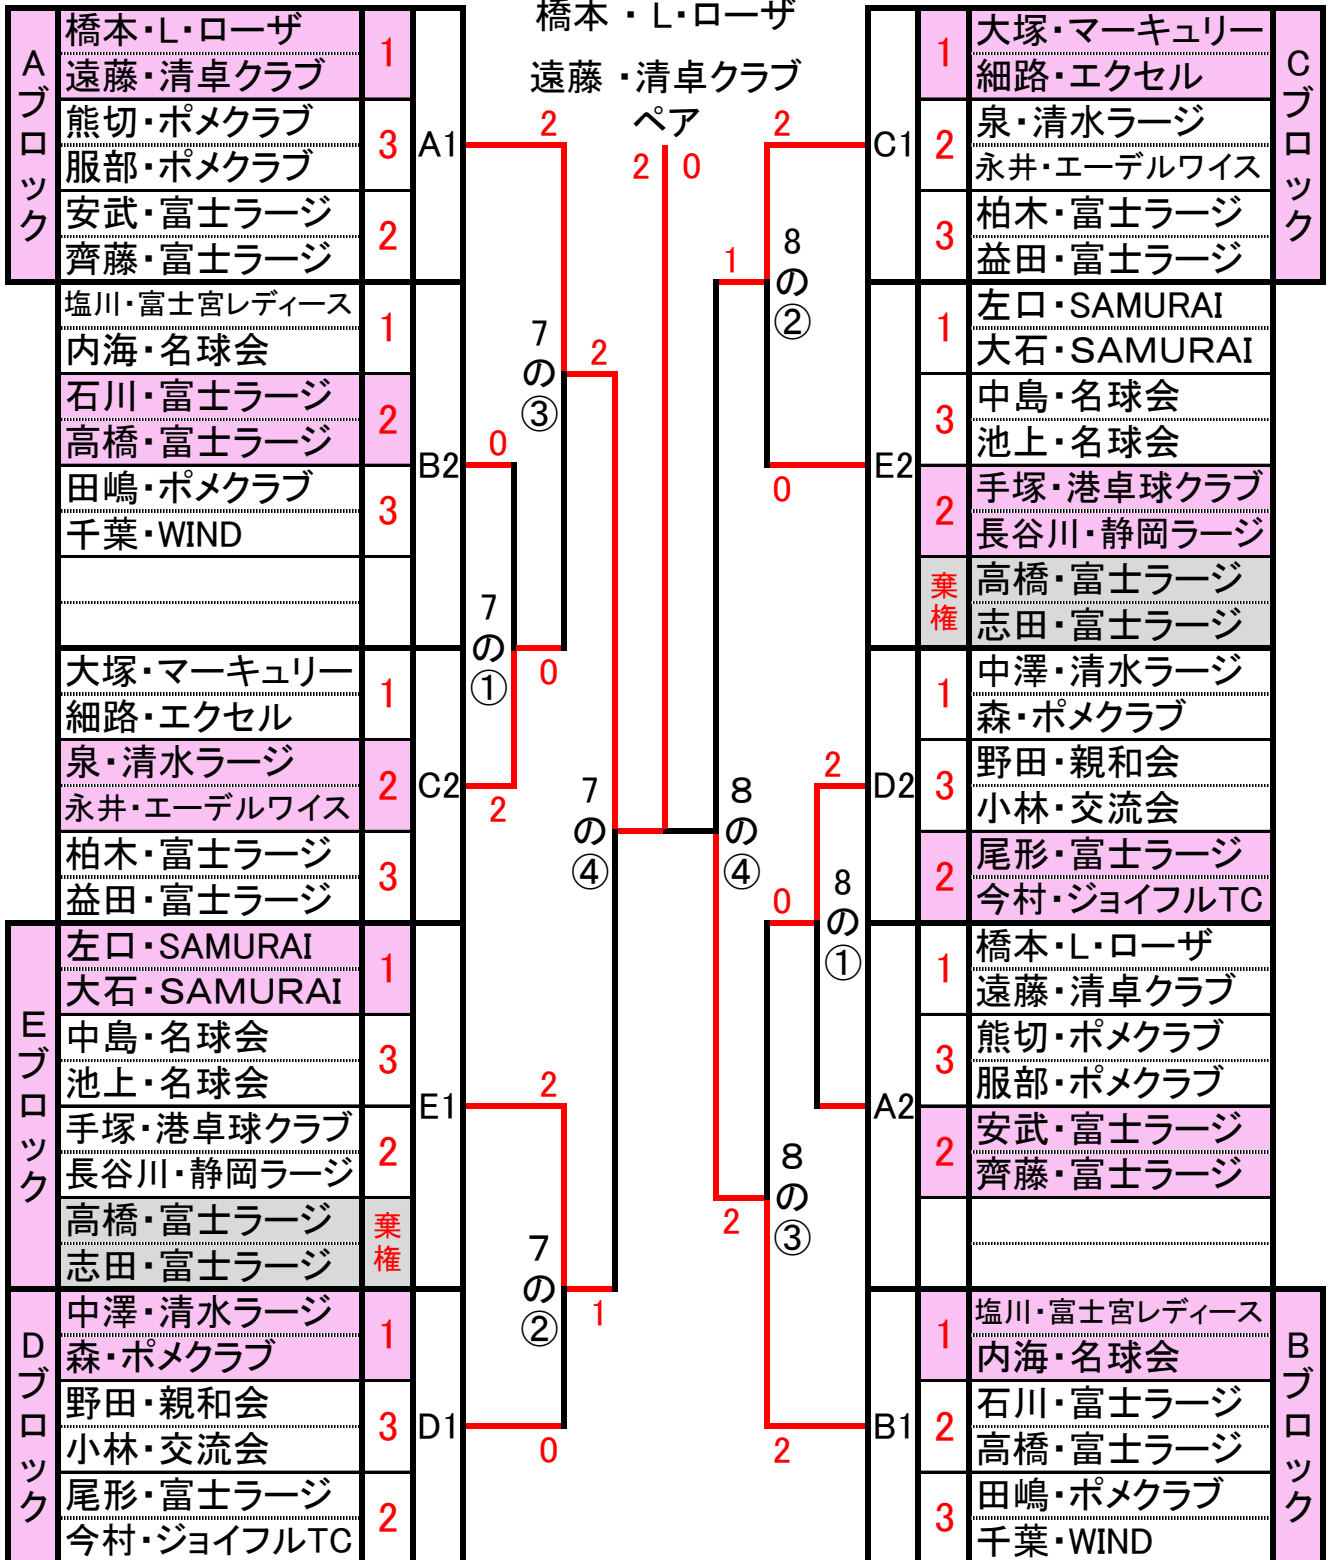 橋本 ・L・ローザ
遠藤 ・清卓クラブ
ペア
2 0
Aブロック
橋本・L・ローザ
遠藤・清卓クラブ
1
熊切・ポメクラブ
服部・ポメクラブ
3
安武・富士ラージ
齊藤・富士ラージ
2
A1
塩川・富士宮レディース
内海・名球会
1
石川・富士ラージ
高橋・富士ラージ
2
田嶋・ポメクラブ
千葉・WIND
3
B2
大塚・マーキュリー
細路・エクセル
1
泉・清水ラージ
永井・エーデルワイス
2
柏木・富士ラージ
益田・富士ラージ
3
C2
Eブロック
左口・SAMURAI
大石・SAMURAI
1
中島・名球会
池上・名球会
3
手塚・港卓球クラブ
長谷川・静岡ラージ
2
高橋・富士ラージ
志田・富士ラージ
棄権
E1
Dブロック
中澤・清水ラージ
森・ポメクラブ
1
野田・親和会
小林・交流会
3
尾形・富士ラージ
今村・ジョイフルTC
2
D1
2
7の③
2
0
7の①
0
2
7の④
2
7の②
1
0
2
8の②
1
0
8の④
2
8の①
0
8の③
2
2
Cブロック
1
大塚・マーキュリー
細路・エクセル
2
泉・清水ラージ
永井・エーデルワイス
3
柏木・富士ラージ
益田・富士ラージ
C1
1
左口・SAMURAI
大石・SAMURAI
3
中島・名球会
池上・名球会
2
手塚・港卓球クラブ
長谷川・静岡ラージ
棄権
高橋・富士ラージ
志田・富士ラージ
E2
1
中澤・清水ラージ
森・ポメクラブ
3
野田・親和会
小林・交流会
2
尾形・富士ラージ
今村・ジョイフルTC
D2
1
橋本・L・ローザ
遠藤・清卓クラブ
3
熊切・ポメクラブ
服部・ポメクラブ
2
安武・富士ラージ
齊藤・富士ラージ
A2
Bブロック
1
塩川・富士宮レディース
内海・名球会
2
石川・富士ラージ
高橋・富士ラージ
3
田嶋・ポメクラブ
千葉・WIND
B1